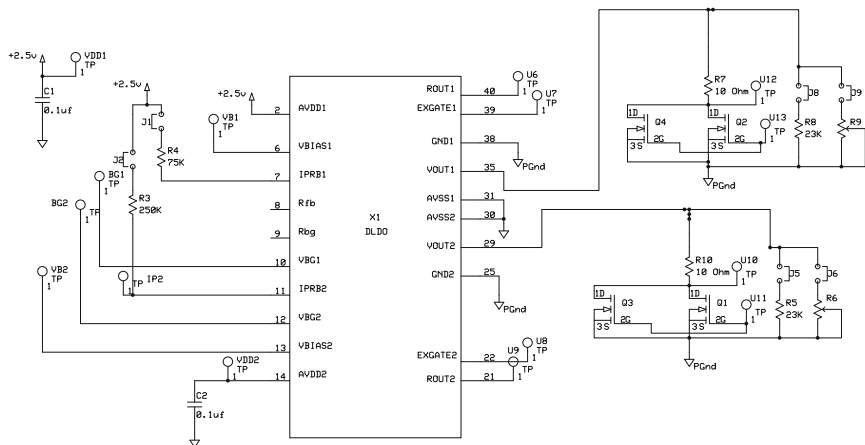 +2.5v
VDD1
TP
1
C1
0.1uf
+2.5v
J1
J2
R4
75K
BG1
TP
1
R3
250K
BG2
TP
1
VB2
TP
1
TP
IP2
1
+2.5v
VB1
TP
1
VDD2
TP
1
C2
0.1uf
2 AVDD1
6 VBIAS1
7 IPRB1
8 Rfb
9 Rbg
10 VBG1
11 IPRB2
12 VBG2
13 VBIAS2
14 AVDD2
X1
DLDO
ROUT1 40
EXGATE1 39
GND1 38
VOUT1 35
AVSS1 31
AVSS2 30
VOUT2 29
GND2 25
EXGATE2 22
ROUT2 21
U6
TP
1
U7
TP
1
PGnd
PGnd
U8
TP
1
U9
TP
1
R7
10 Ohm
U12
TP
1
U13
TP
1
1D
Q4
3 S
2G
1D
Q2
3 S
2G
J8
J9
R8
23K
R9
PGnd
R10
10 Ohm
U10
TP
1
U11
TP
1
1D
Q3
3 S
2G
1D
Q1
3 S
2G
J5
J6
R5
23K
R6
PGnd